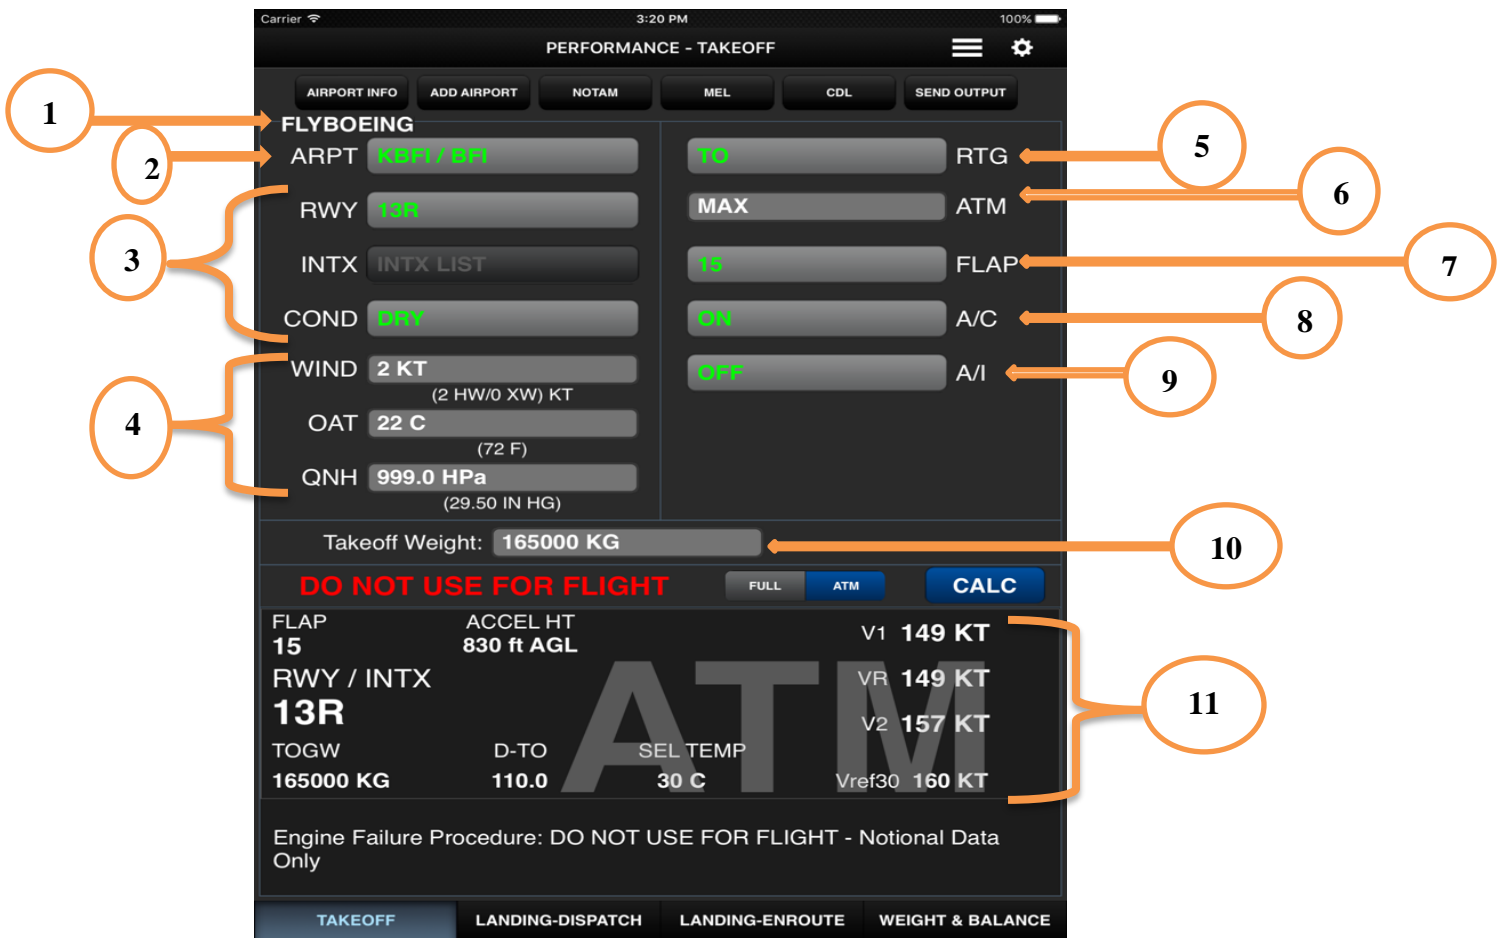 Carrier 3:20 PM 100%
PERFORMANCE - TAKEOFF
AIRPORT INFO ADD AIRPORT NOTAM MEL CDL SEND OUTPUT
1
FLYBOEING
2
ARPT KBFI / BFI TO RTG
5
RWY 13R MAX ATM
6
3
INTX INTX LIST 15 FLAP
7
COND DRY ON A/C
8
WIND 2 KT OFF A/I
9
(2 HW/0 XW) KT
4
OAT 22 C
(72 F)
QNH 999.0 HPa
(29.50 IN HG)
Takeoff Weight: 165000 KG
10
DO NOT USE FOR FLIGHT FULL ATM CALC
FLAP ACCEL HT
15 830 ft AGL
V1 149 KT
RWY / INTX VR 149 KT
13R V2 157 KT
11
ATM
TOGW D-TO SEL TEMP
165000 KG 110.0 30 C Vref30 160 KT
Engine Failure Procedure: DO NOT USE FOR FLIGHT - Notional Data
Only
TAKEOFF LANDING-DISPATCH LANDING-ENROUTE WEIGHT & BALANCE